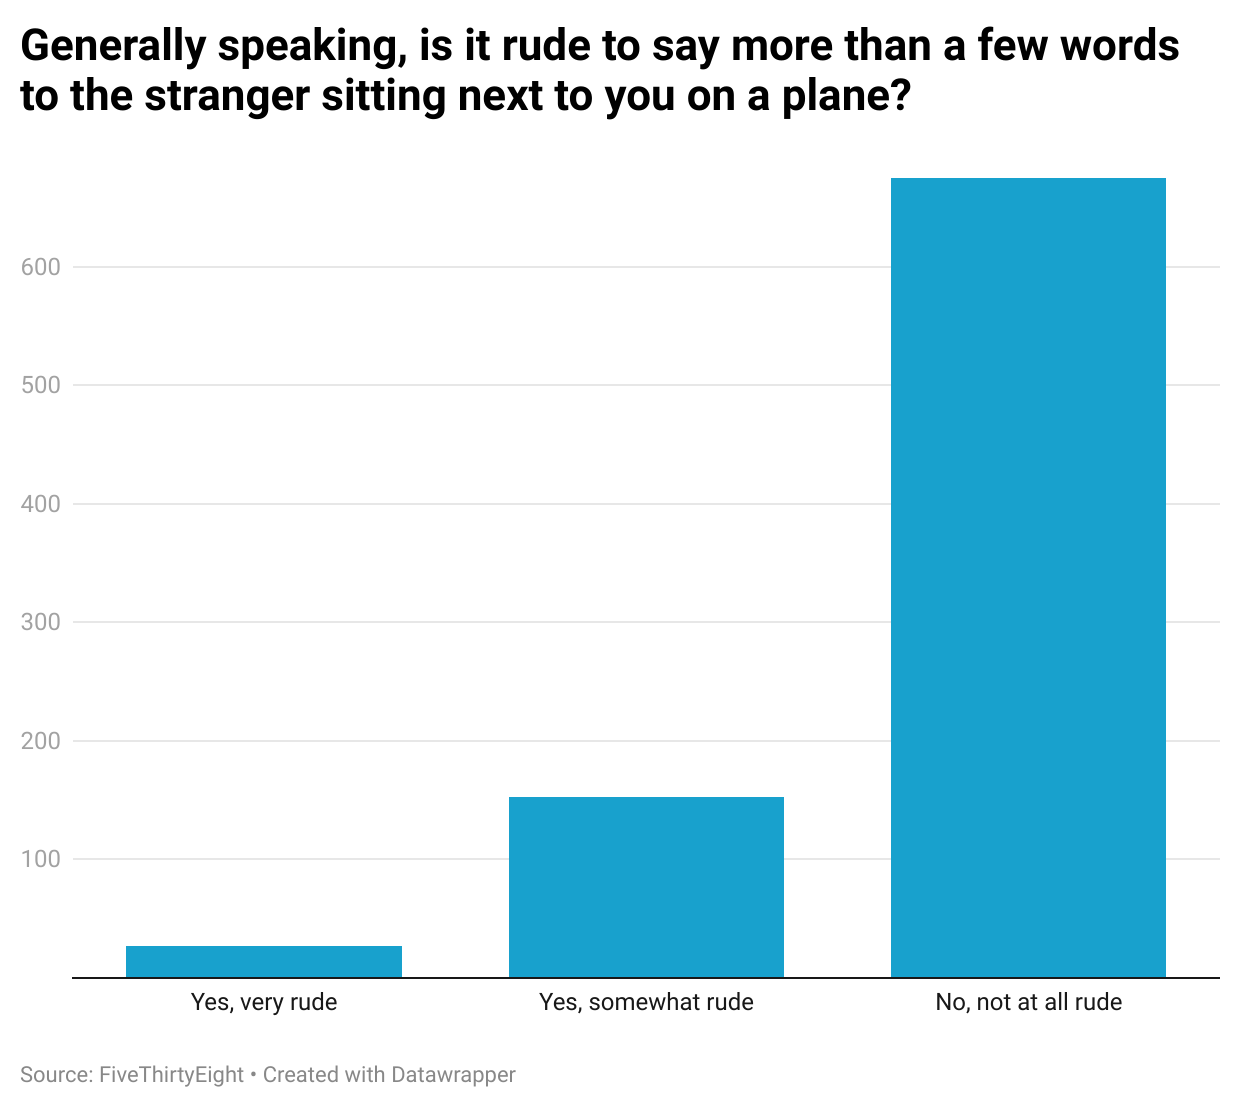 Generally speaking, is it rude to say more than a few words
to the stranger sitting next to you on a plane?
600
500
400
300
200
100
Yes, very rude
Yes, somewhat rude
No, not at all rude
Source: FiveThirtyEight • Created with Datawrapper